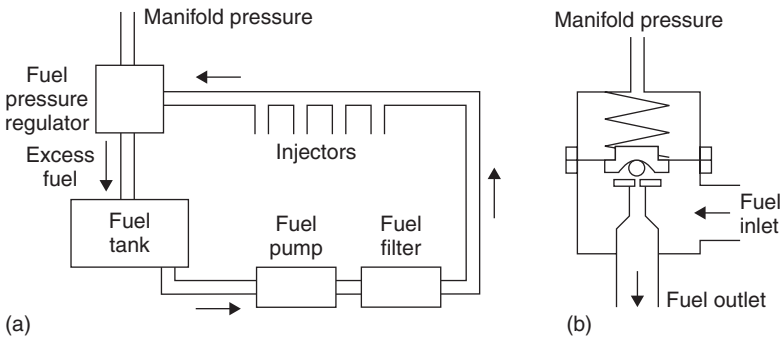 Manifold pressure
Fuel
pressure
regulator
Injectors
Excess
fuel
Fuel
tank
Fuel
pump
Fuel
filter
(a)
Manifold pressure
Fuel
inlet
Fuel outlet
(b)